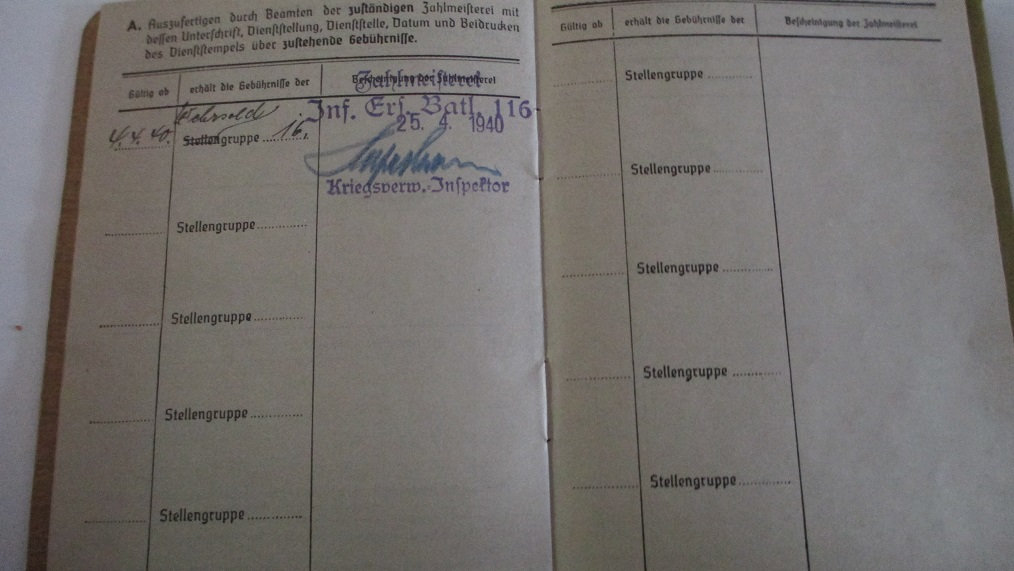 A. Auszufertigen durch Beamten der zuständigen Zahlmeisterei mit
dessen Unterschrift, Dienststellung, Dienststelle, Datum und Beidrucken
des Dienststempels über zustehende Gebührnisse.
Gültig ab
erhält die Gebührnisse der
Bescheinigung der Zahlmeisterei
Zahlmeisterei
Inf. Ers. Batl. 116
25. 4. 1940
Kriegsverw.-Inspektor
4.4.40.
Wehrsold
Stellengruppe 16.
Stellengruppe
Stellengruppe
Stellengruppe
Stellengruppe
Gültig ab
erhält die Gebührnisse der
Bescheinigung der Zahlmeisterei
Stellengruppe
Stellengruppe
Stellengruppe
Stellengruppe
Stellengruppe